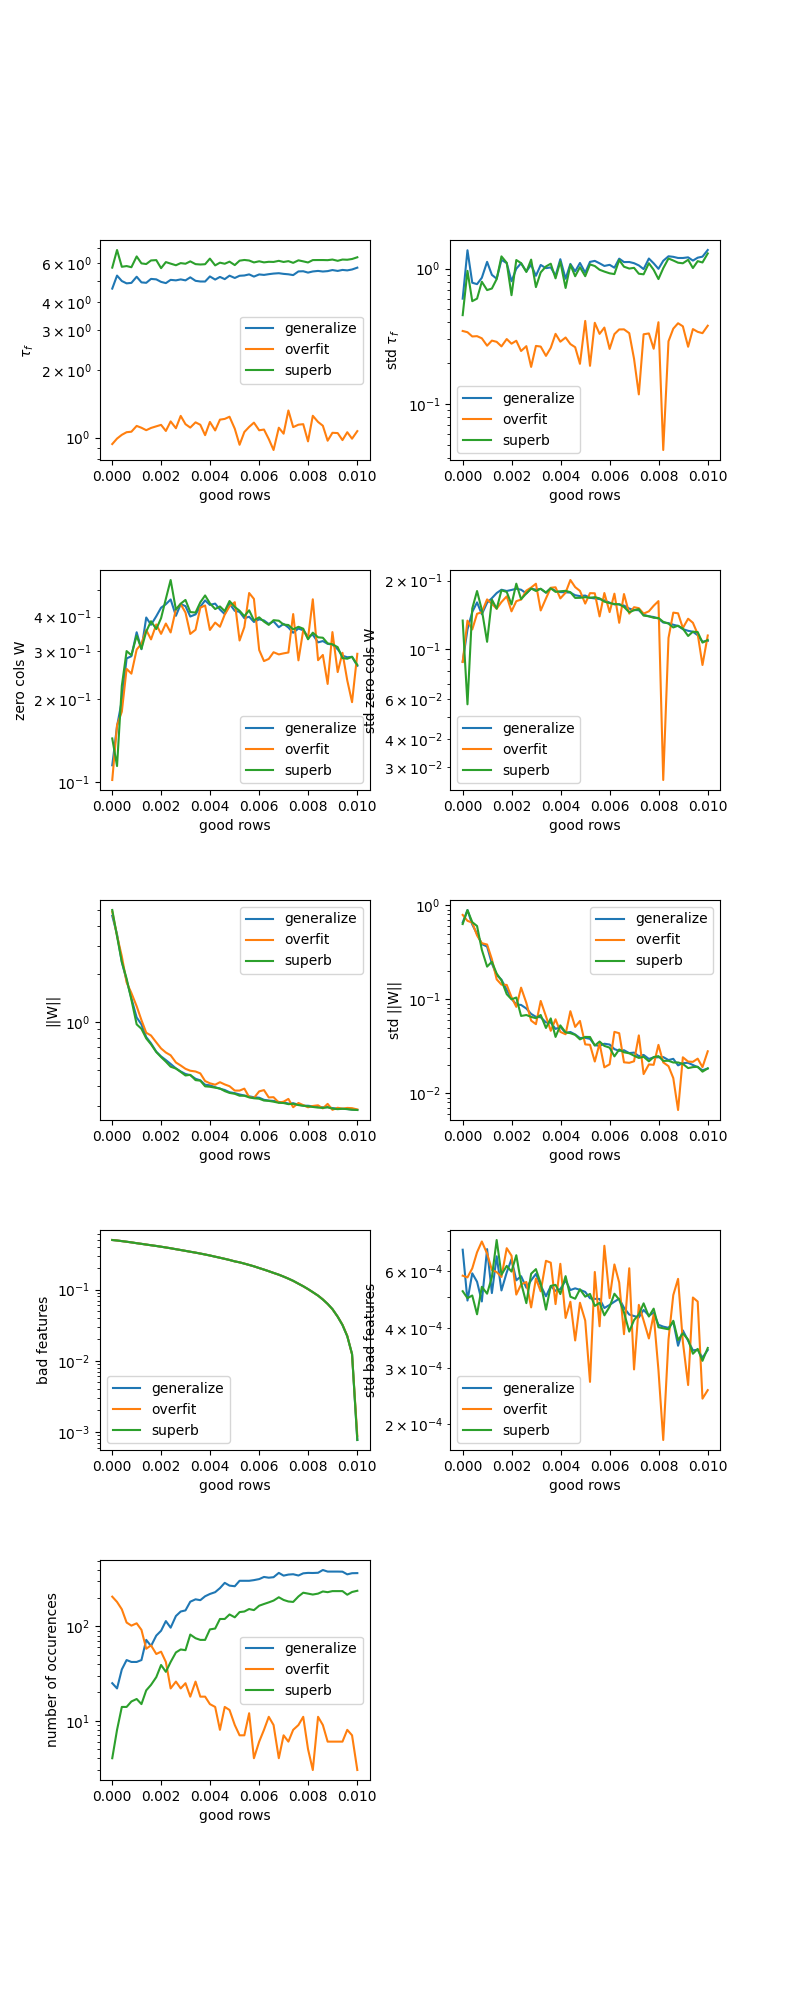 τf
6 × 10⁰
4 × 10⁰
3 × 10⁰
2 × 10⁰
10⁰
generalize
overfit
superb
0.000 0.002 0.004 0.006 0.008 0.010
good rows
std τf
10⁰
10⁻¹
generalize
overfit
superb
0.000 0.002 0.004 0.006 0.008 0.010
good rows
zero cols W
4 × 10⁻¹
3 × 10⁻¹
2 × 10⁻¹
10⁻¹
generalize
overfit
superb
0.000 0.002 0.004 0.006 0.008 0.010
good rows
std zero cols W
2 × 10⁻¹
10⁻¹
6 × 10⁻²
4 × 10⁻²
3 × 10⁻²
generalize
overfit
superb
0.000 0.002 0.004 0.006 0.008 0.010
good rows
||W||
10⁰
generalize
overfit
superb
0.000 0.002 0.004 0.006 0.008 0.010
good rows
std ||W||
10⁰
10⁻¹
10⁻²
generalize
overfit
superb
0.000 0.002 0.004 0.006 0.008 0.010
good rows
bad features
10⁻¹
10⁻²
10⁻³
generalize
overfit
superb
0.000 0.002 0.004 0.006 0.008 0.010
good rows
std bad features
6 × 10⁻⁴
4 × 10⁻⁴
3 × 10⁻⁴
2 × 10⁻⁴
generalize
overfit
superb
0.000 0.002 0.004 0.006 0.008 0.010
good rows
number of occurences
10²
10¹
generalize
overfit
superb
0.000 0.002 0.004 0.006 0.008 0.010
good rows